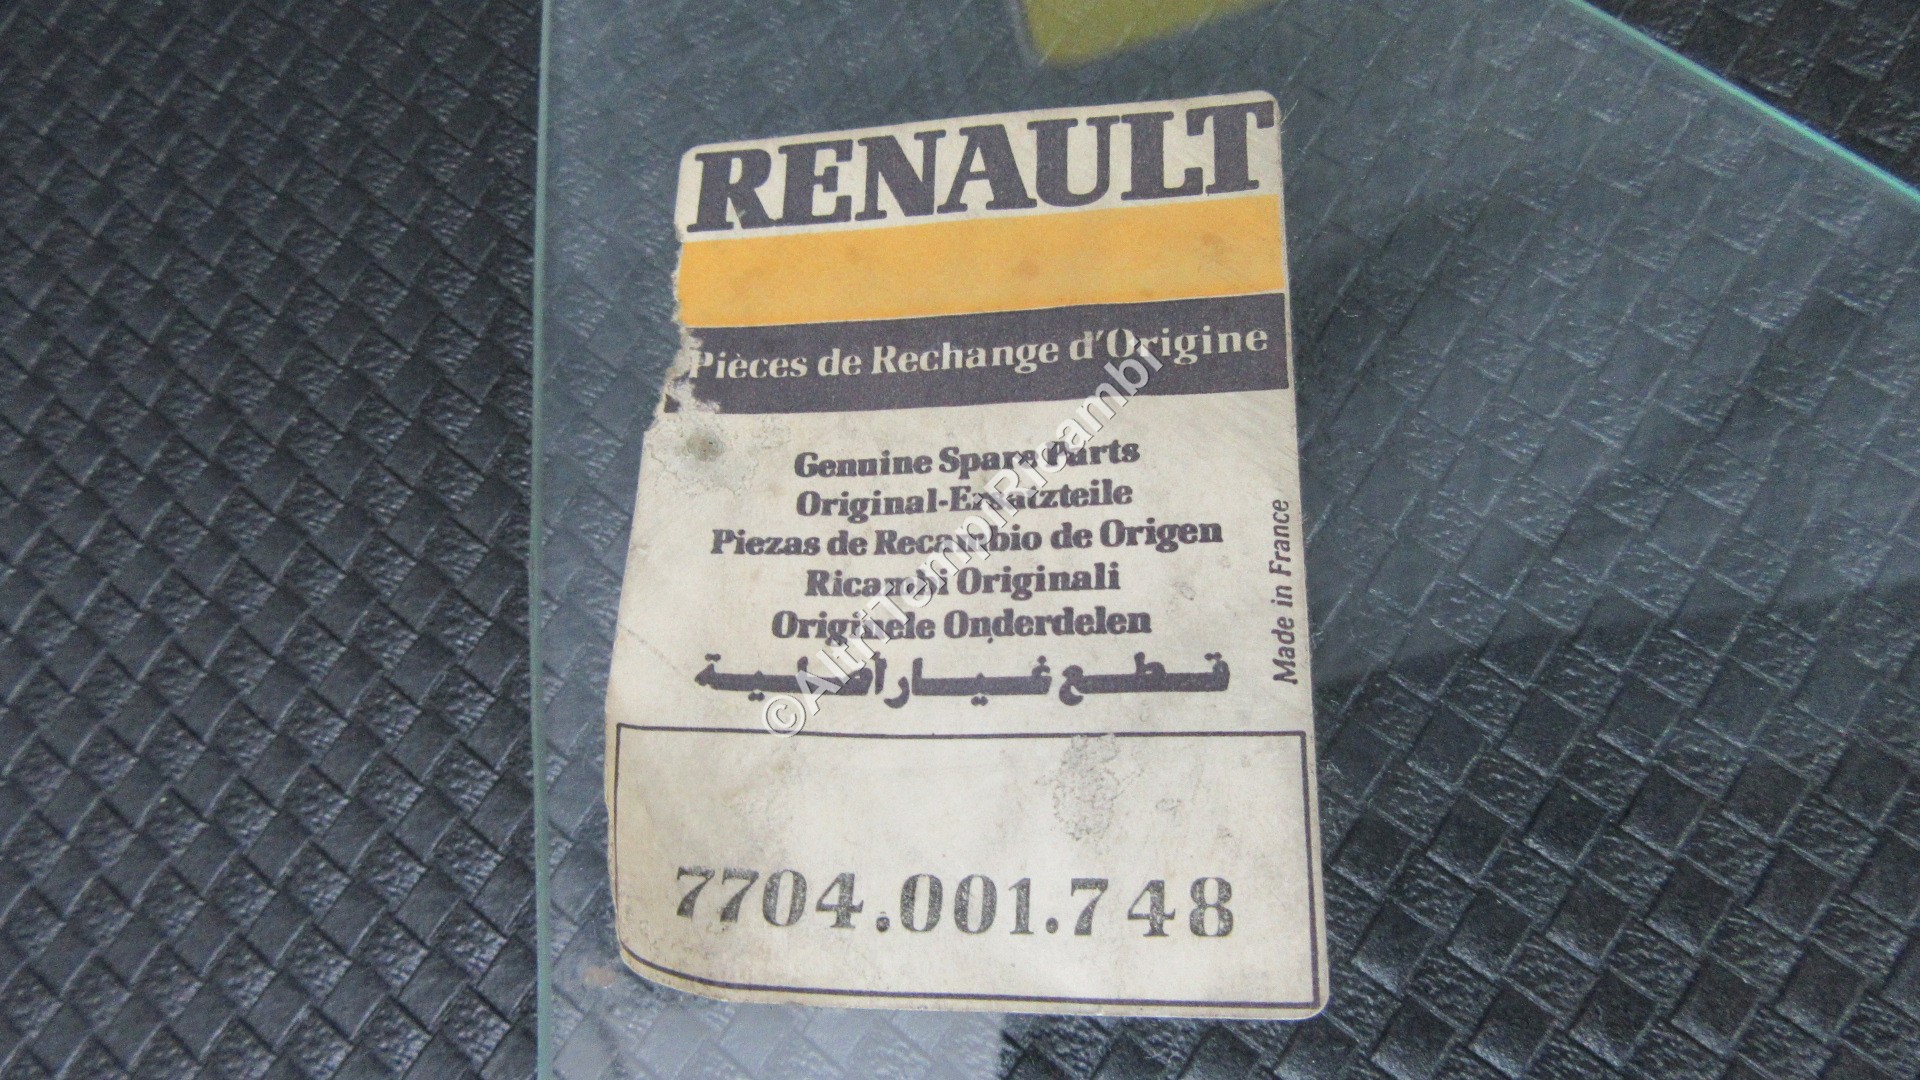 RENAULT
Pièces de Rechange d'Origine
Genuine Spare Parts
Original-Ersatzteile
Piezas de Recambio de Origen
Ricambi Originali
Originele Onderdelen
قطع غيار أصلية
Made in France
7704.001.748
©AltriTempiRicambi